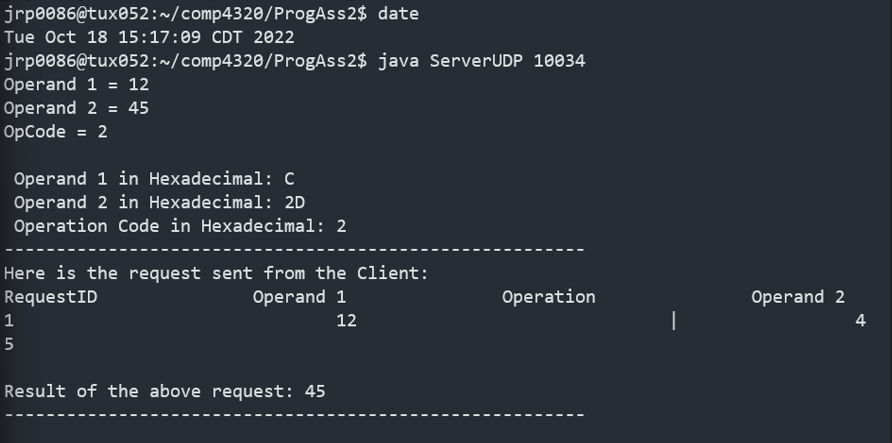 jrp0086@tux052:~/comp4320/ProgAss2$ date
Tue Oct 18 15:17:09 CDT 2022
jrp0086@tux052:~/comp4320/ProgAss2$ java ServerUDP 10034
Operand 1 = 12
Operand 2 = 45
OpCode = 2
 Operand 1 in Hexadecimal: C
 Operand 2 in Hexadecimal: 2D
 Operation Code in Hexadecimal: 2
--------------------------------------------------------
Here is the request sent from the Client:
RequestID               Operand 1               Operation               Operand 2
1                               12                              |                 4
5
Result of the above request: 45
--------------------------------------------------------